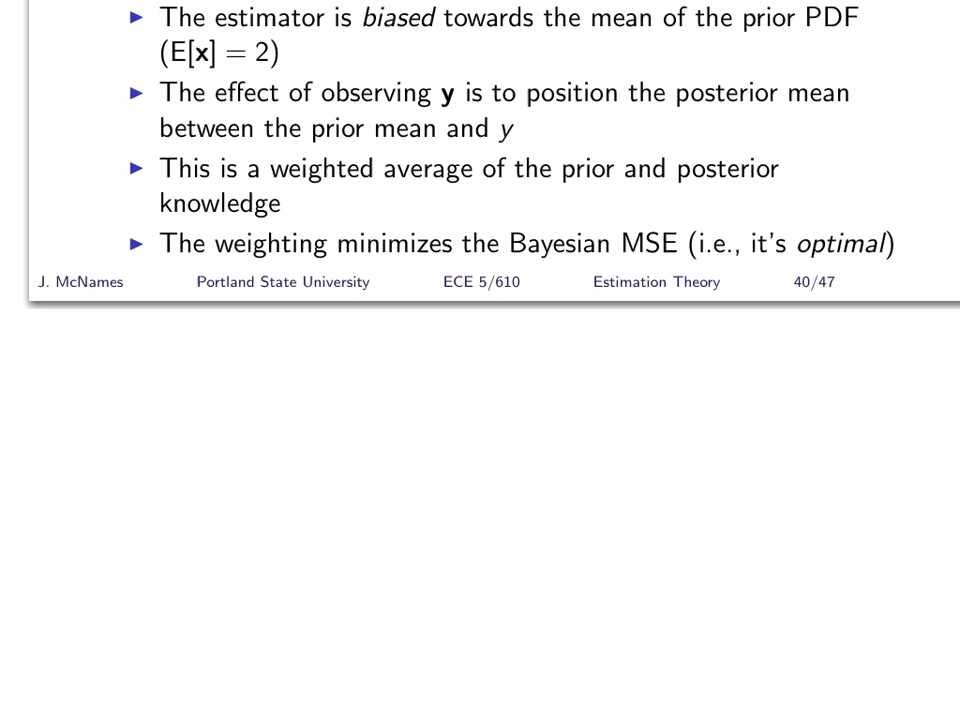 ▶ The estimator is biased towards the mean of the prior PDF
(E[x] = 2)
▶ The effect of observing y is to position the posterior mean
between the prior mean and y
▶ This is a weighted average of the prior and posterior
knowledge
▶ The weighting minimizes the Bayesian MSE (i.e., it's optimal)
J. McNames Portland State University ECE 5/610 Estimation Theory 40/47